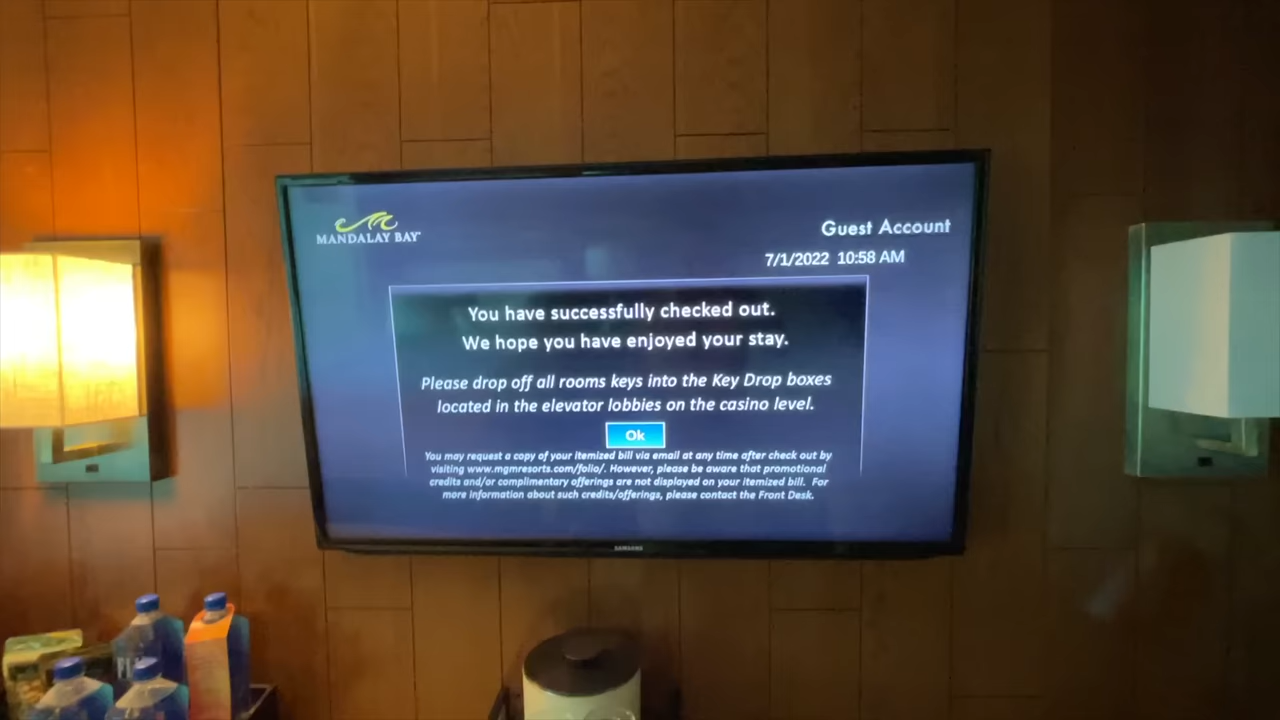 MANDALAY BAY
Guest Account
7/1/2022 10:58 AM
You have successfully checked out.
We hope you have enjoyed your stay.
Please drop off all rooms keys into the Key Drop boxes
located in the elevator lobbies on the casino level.
Ok
You may request a copy of your itemized bill via email at any time after check out by
visiting www.mgmresorts.com/folio/. However, please be aware that promotional
credits and/or complimentary offerings are not displayed on your itemized bill. For
more information about such credits/offerings, please contact the Front Desk.
SAMSUNG